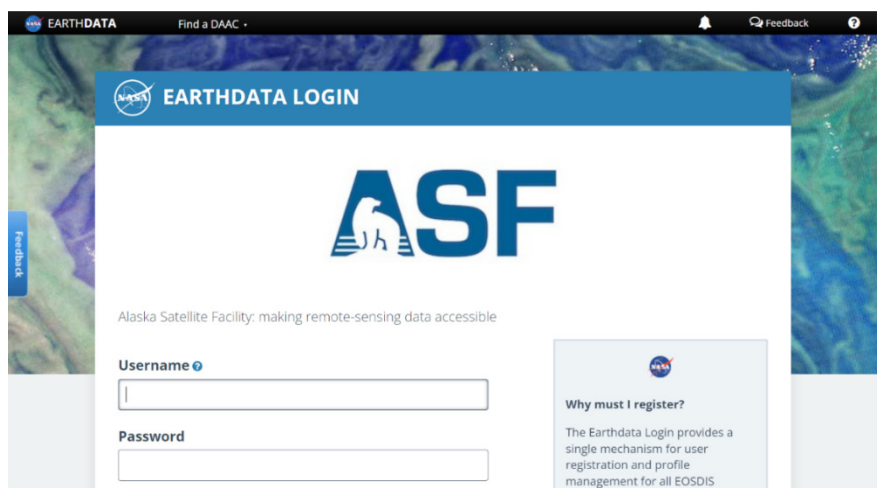 EARTHDATA Find a DAAC Feedback
NASA EARTHDATA LOGIN
ASF
Feedback
Alaska Satellite Facility: making remote-sensing data accessible
Username
Password
Why must I register?
The Earthdata Login provides a
single mechanism for user
registration and profile
management for all EOSDIS